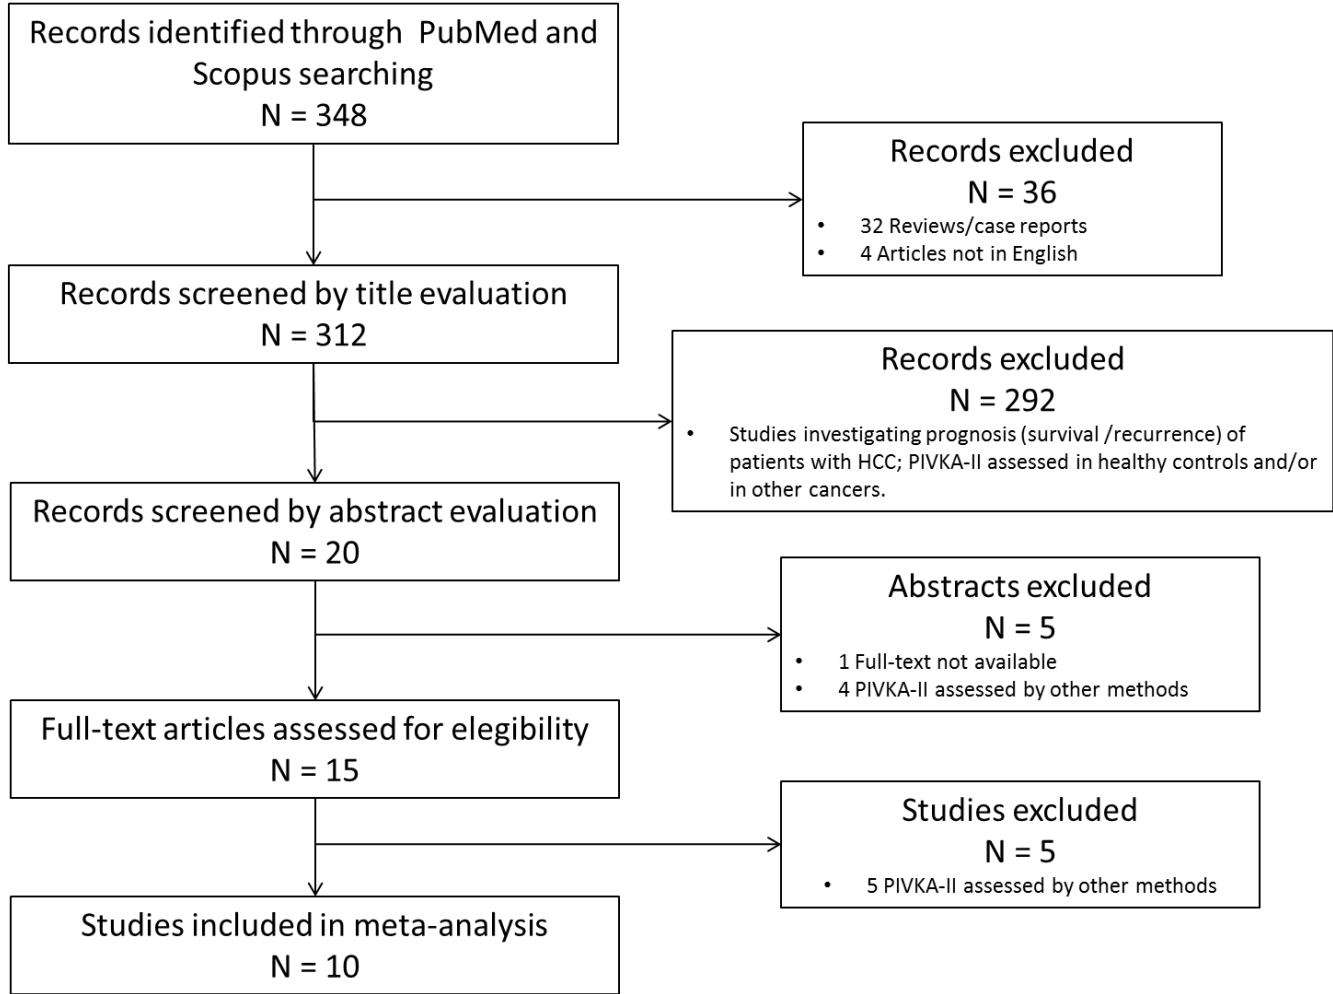 Records identified through PubMed and
Scopus searching
N = 348
Records excluded
N = 36
• 32 Reviews/case reports
• 4 Articles not in English
Records screened by title evaluation
N = 312
Records excluded
N = 292
• Studies investigating prognosis (survival /recurrence) of
patients with HCC; PIVKA-II assessed in healthy controls and/or
in other cancers.
Records screened by abstract evaluation
N = 20
Abstracts excluded
N = 5
• 1 Full-text not available
• 4 PIVKA-II assessed by other methods
Full-text articles assessed for elegibility
N = 15
Studies excluded
N = 5
• 5 PIVKA-II assessed by other methods
Studies included in meta-analysis
N = 10